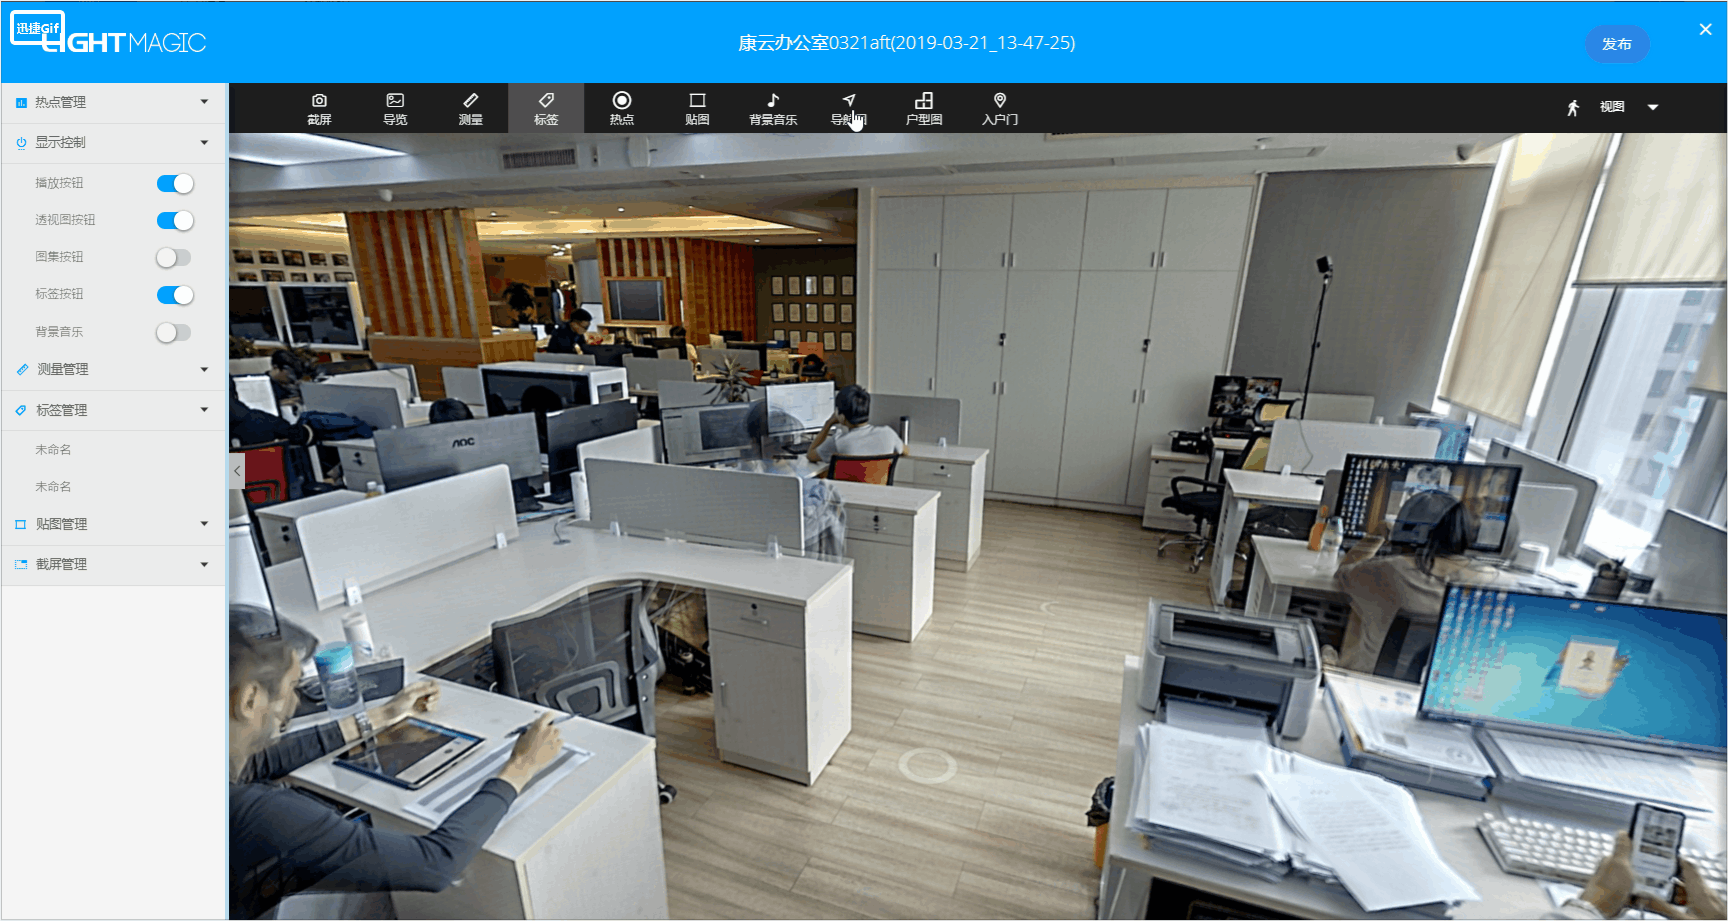 迅捷Gif
LIGHT MAGIC
康云办公室0321aft(2019-03-21_13-47-25)
发布
热点管理
显示控制
播放按钮
透视图按钮
图集按钮
标签按钮
背景音乐
测量管理
标签管理
未命名
未命名
贴图管理
截屏管理
截屏
导览
测量
标签
热点
贴图
背景音乐
导航图
户型图
入户门
视图
AOC